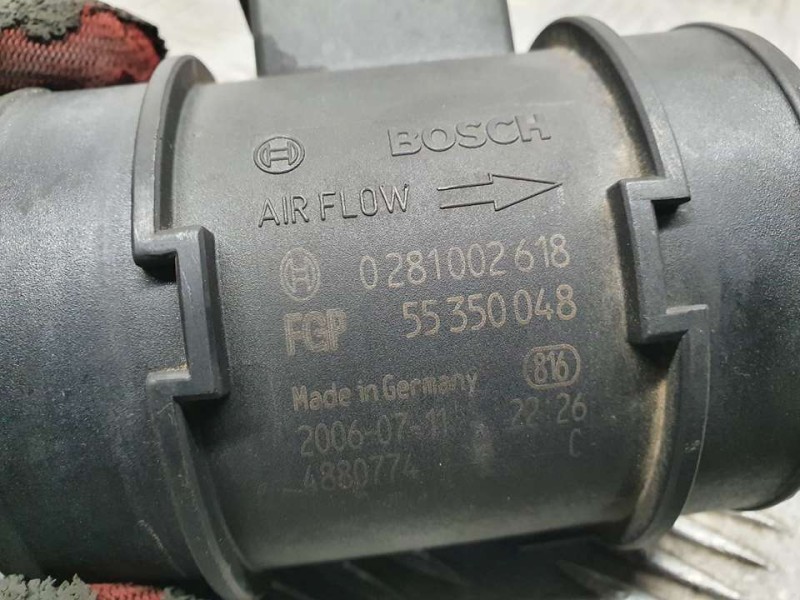 BOSCH
AIR FLOW
0 281 002 618
FGP 55 350 048
Made in Germany 816
2006-07-11 22 26
4880774 C